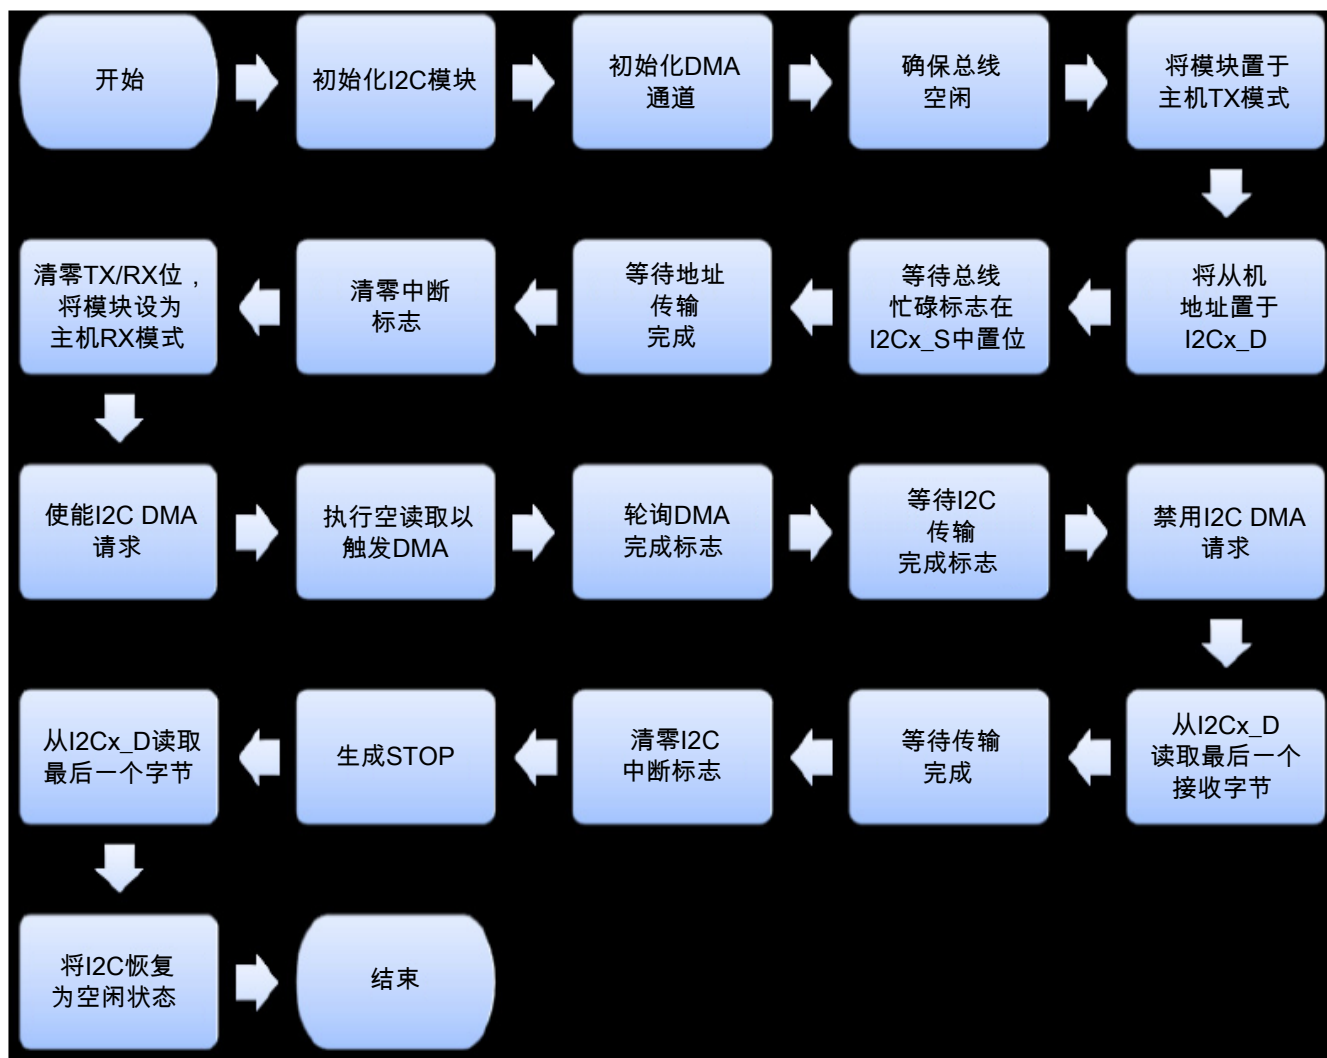 开始
初始化I2C模块
初始化DMA
通道
确保总线
空闲
将模块置于
主机TX模式
将从机
地址置于
I2Cx_D
等待总线
忙碌标志在
I2Cx_S中置位
等待地址
传输
完成
清零中断
标志
清零TX/RX位，
将模块设为
主机RX模式
使能I2C DMA
请求
执行空读取以
触发DMA
轮询DMA
完成标志
等待I2C
传输
完成标志
禁用I2C DMA
请求
从I2Cx_D
读取最后一个
接收字节
等待传输
完成
清零I2C
中断标志
生成STOP
从I2Cx_D读取
最后一个字节
将I2C恢复
为空闲状态
结束